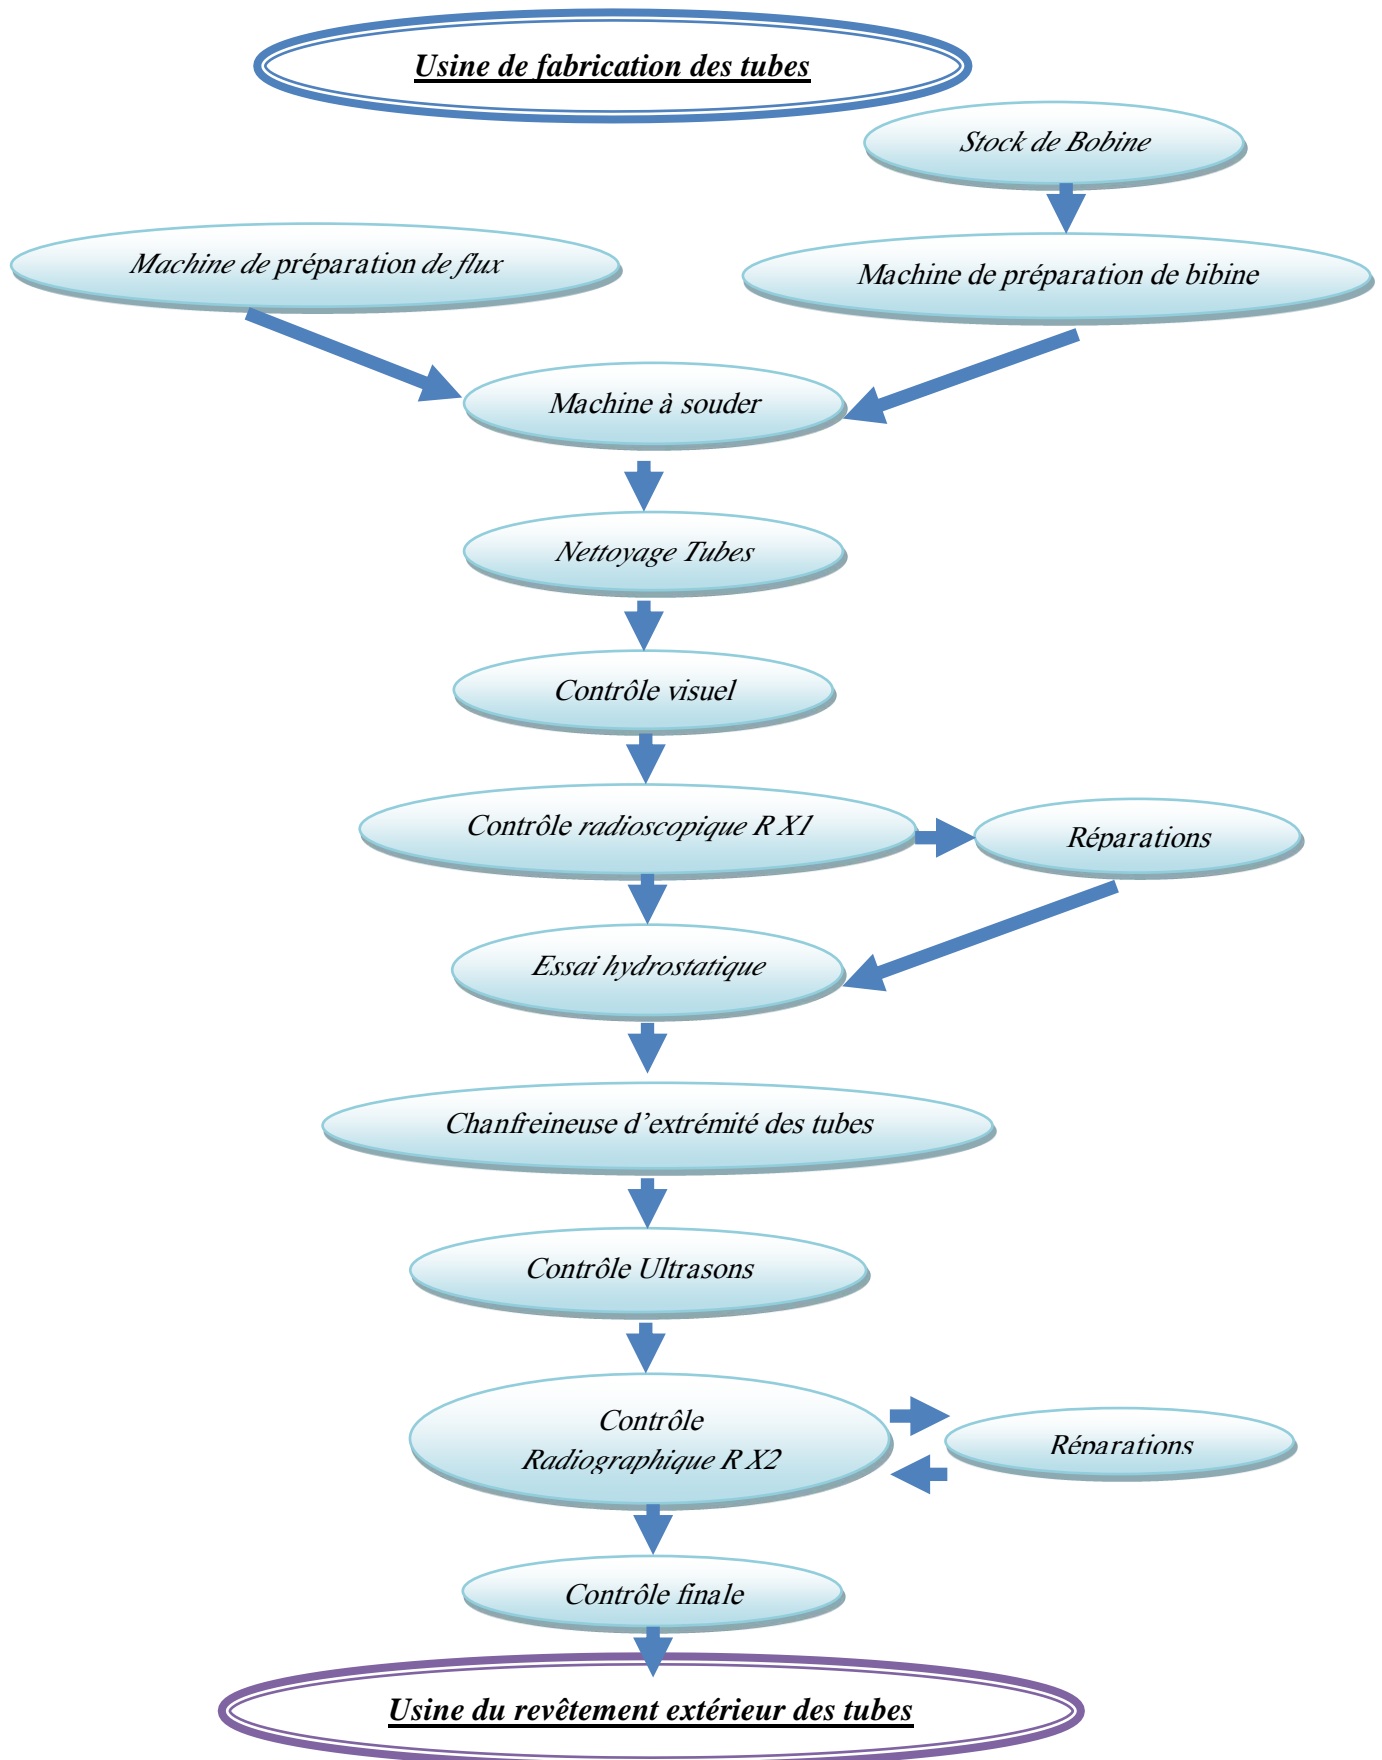 Usine de fabrication des tubes
Stock de Bobine
Machine de préparation de flux
Machine de préparation de bibine
Machine à souder
Nettoyage Tubes
Contrôle visuel
Contrôle radioscopique R X1
Réparations
Essai hydrostatique
Chanfreineuse d’extrémité des tubes
Contrôle Ultrasons
Contrôle
Radiographique R X2
Réparations
Contrôle finale
Usine du revêtement extérieur des tubes